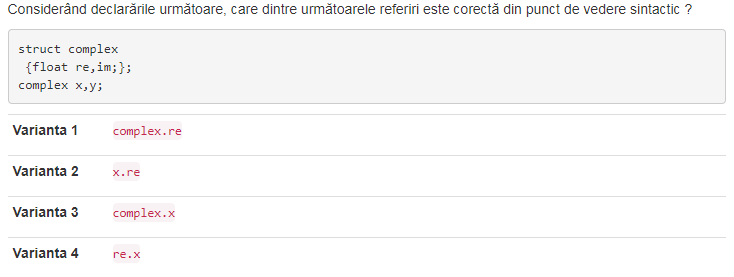 Considerând declarările următoare, care dintre următoarele referiri este corectă din punct de vedere sintactic ?
struct complex
{float re,im;};
complex x,y;
Varianta 1 complex.re
Varianta 2 x.re
Varianta 3 complex.x
Varianta 4 re.x